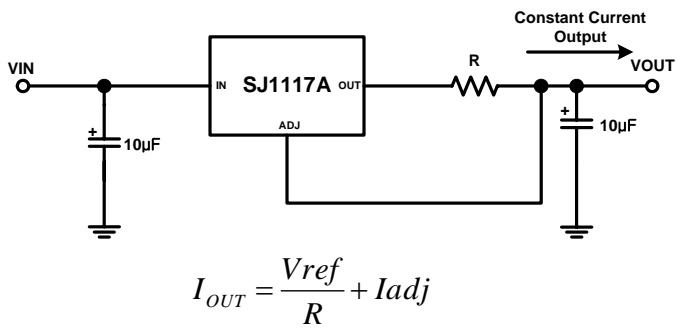 Constant Current
Output
R
VIN
VOUT
IN
SJ1117A
OUT
ADJ
+
10µF
+
10µF
I_OUT = Vref / R + Iadj